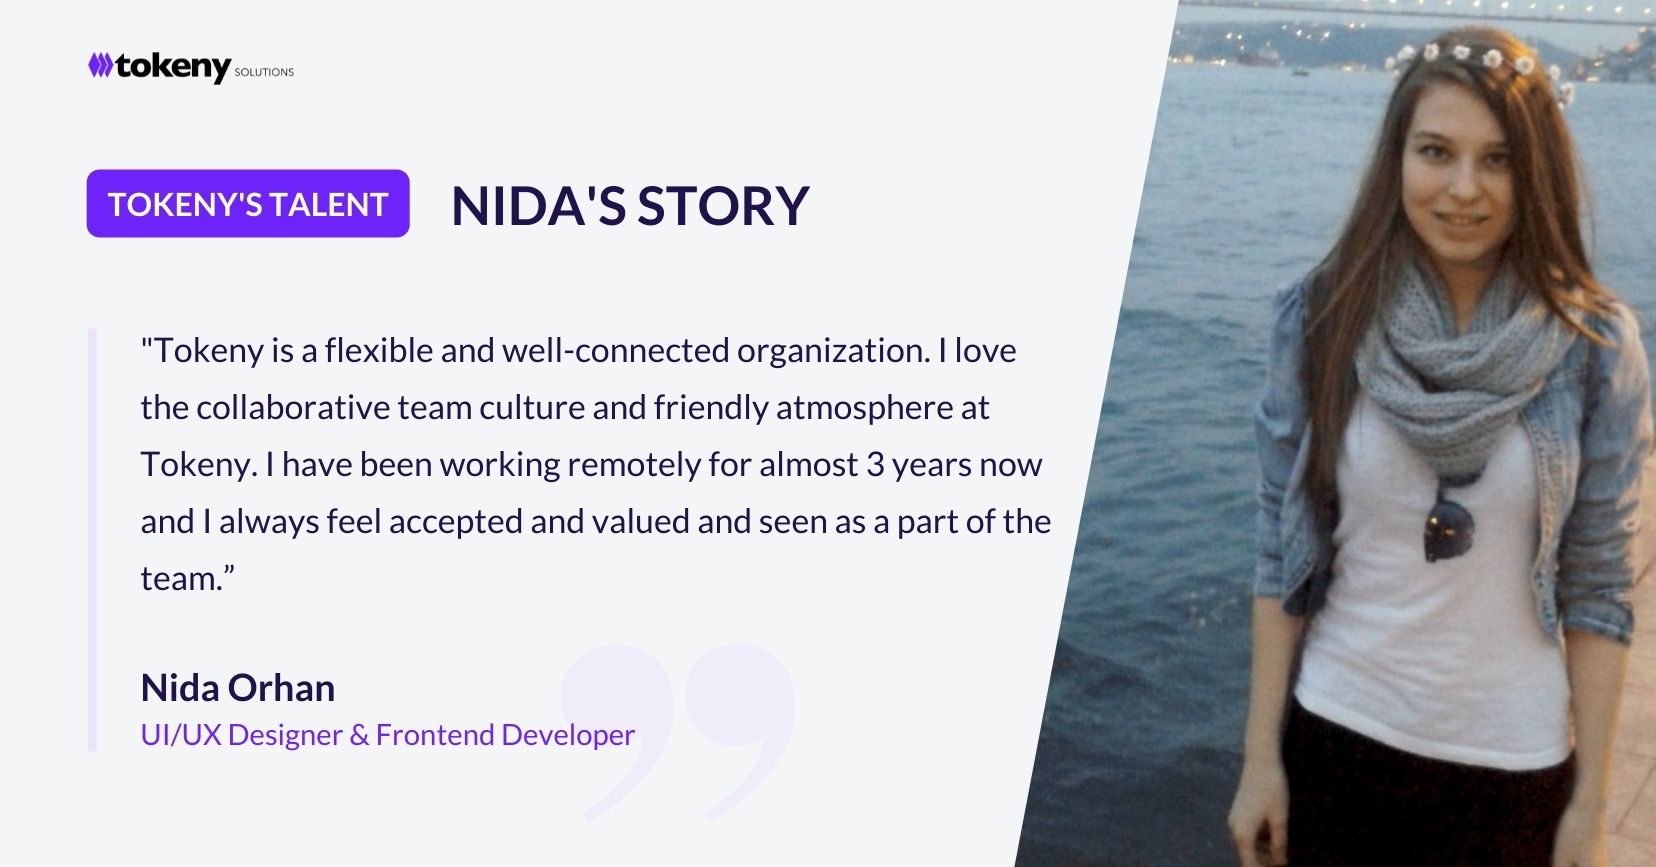 tokeny SOLUTIONS
TOKENY'S TALENT
NIDA'S STORY
"Tokeny is a flexible and well-connected organization. I love
the collaborative team culture and friendly atmosphere at
Tokeny. I have been working remotely for almost 3 years now
and I always feel accepted and valued and seen as a part of the
team.”
Nida Orhan
UI/UX Designer & Frontend Developer